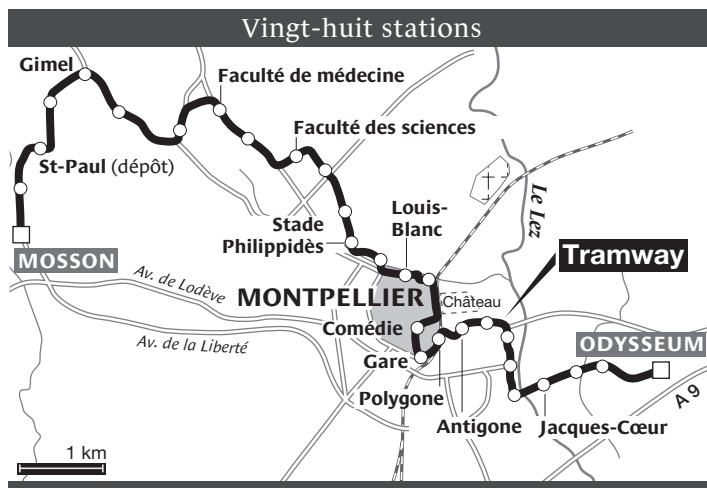 Vingt-huit stations
Gimel
Faculté de médecine
Faculté des sciences
St-Paul (dépôt)
Louis-
Blanc
Le Lez
Stade
Philippidès
Tramway
MOSSON
Av. de Lodève
MONTPELLIER
Château
Comédie
Av. de la Liberté
ODYSSEUM
Gare
Polygone
A 9
Antigone
Jacques-Cœur
1 km